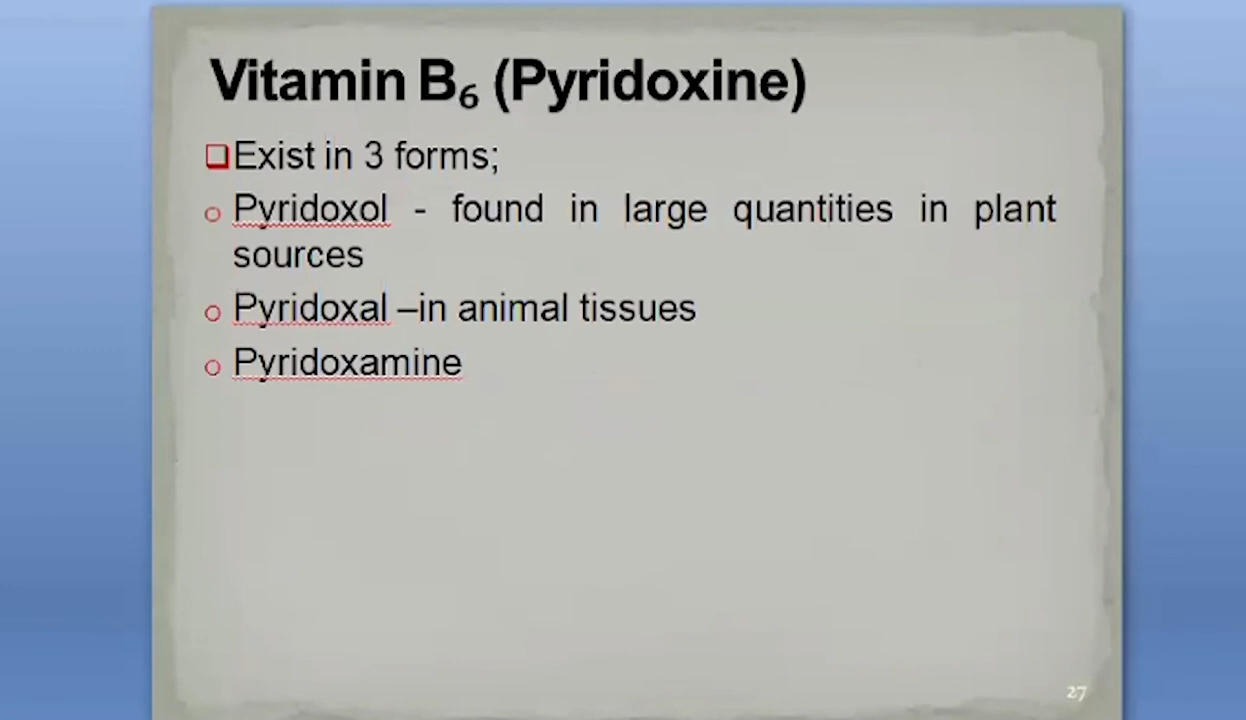 Vitamin B₆ (Pyridoxine)
Exist in 3 forms;
Pyridoxol - found in large quantities in plant
sources
Pyridoxal –in animal tissues
Pyridoxamine
27